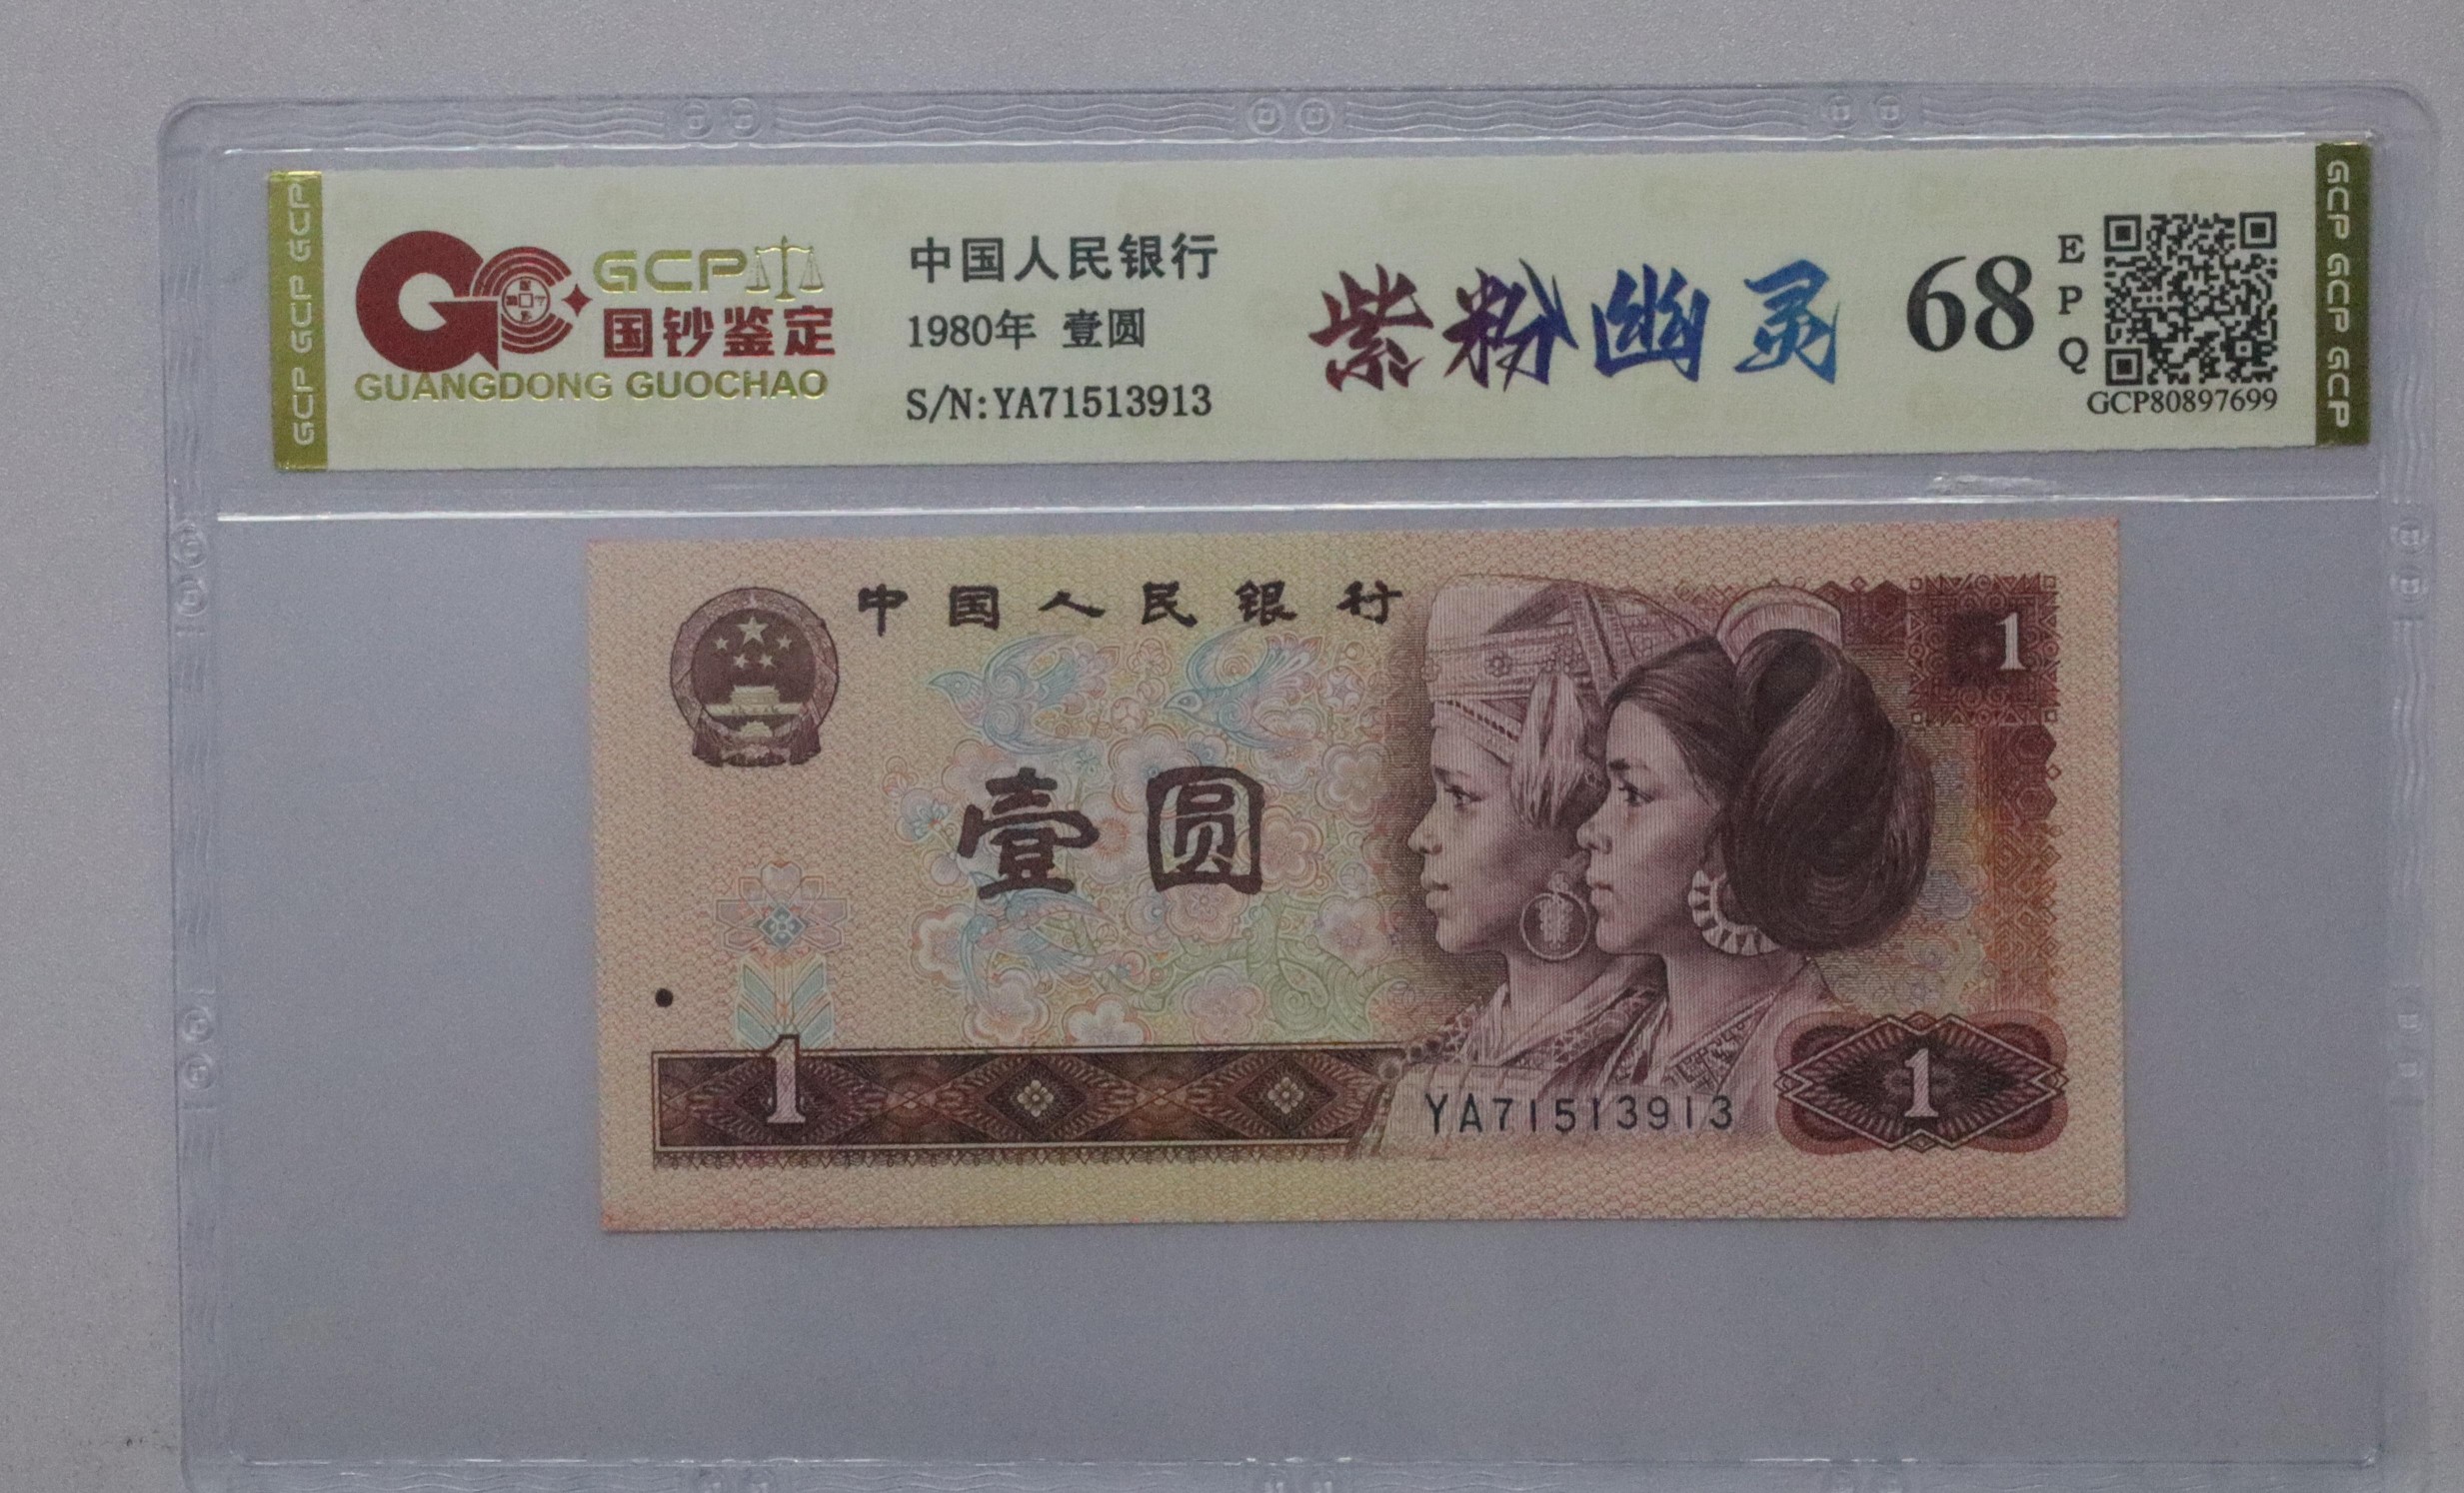 GCP GCP GCP
GCP
国钞鉴定
GUANGDONG GUOCHAO
中国人民银行
1980年 壹圆
S/N:YA71513913
紫粉幽灵
68
E
P
Q
GCP80897699
GCP GCP GCP
中国人民银行
1
壹圆
1
YA71513913
1